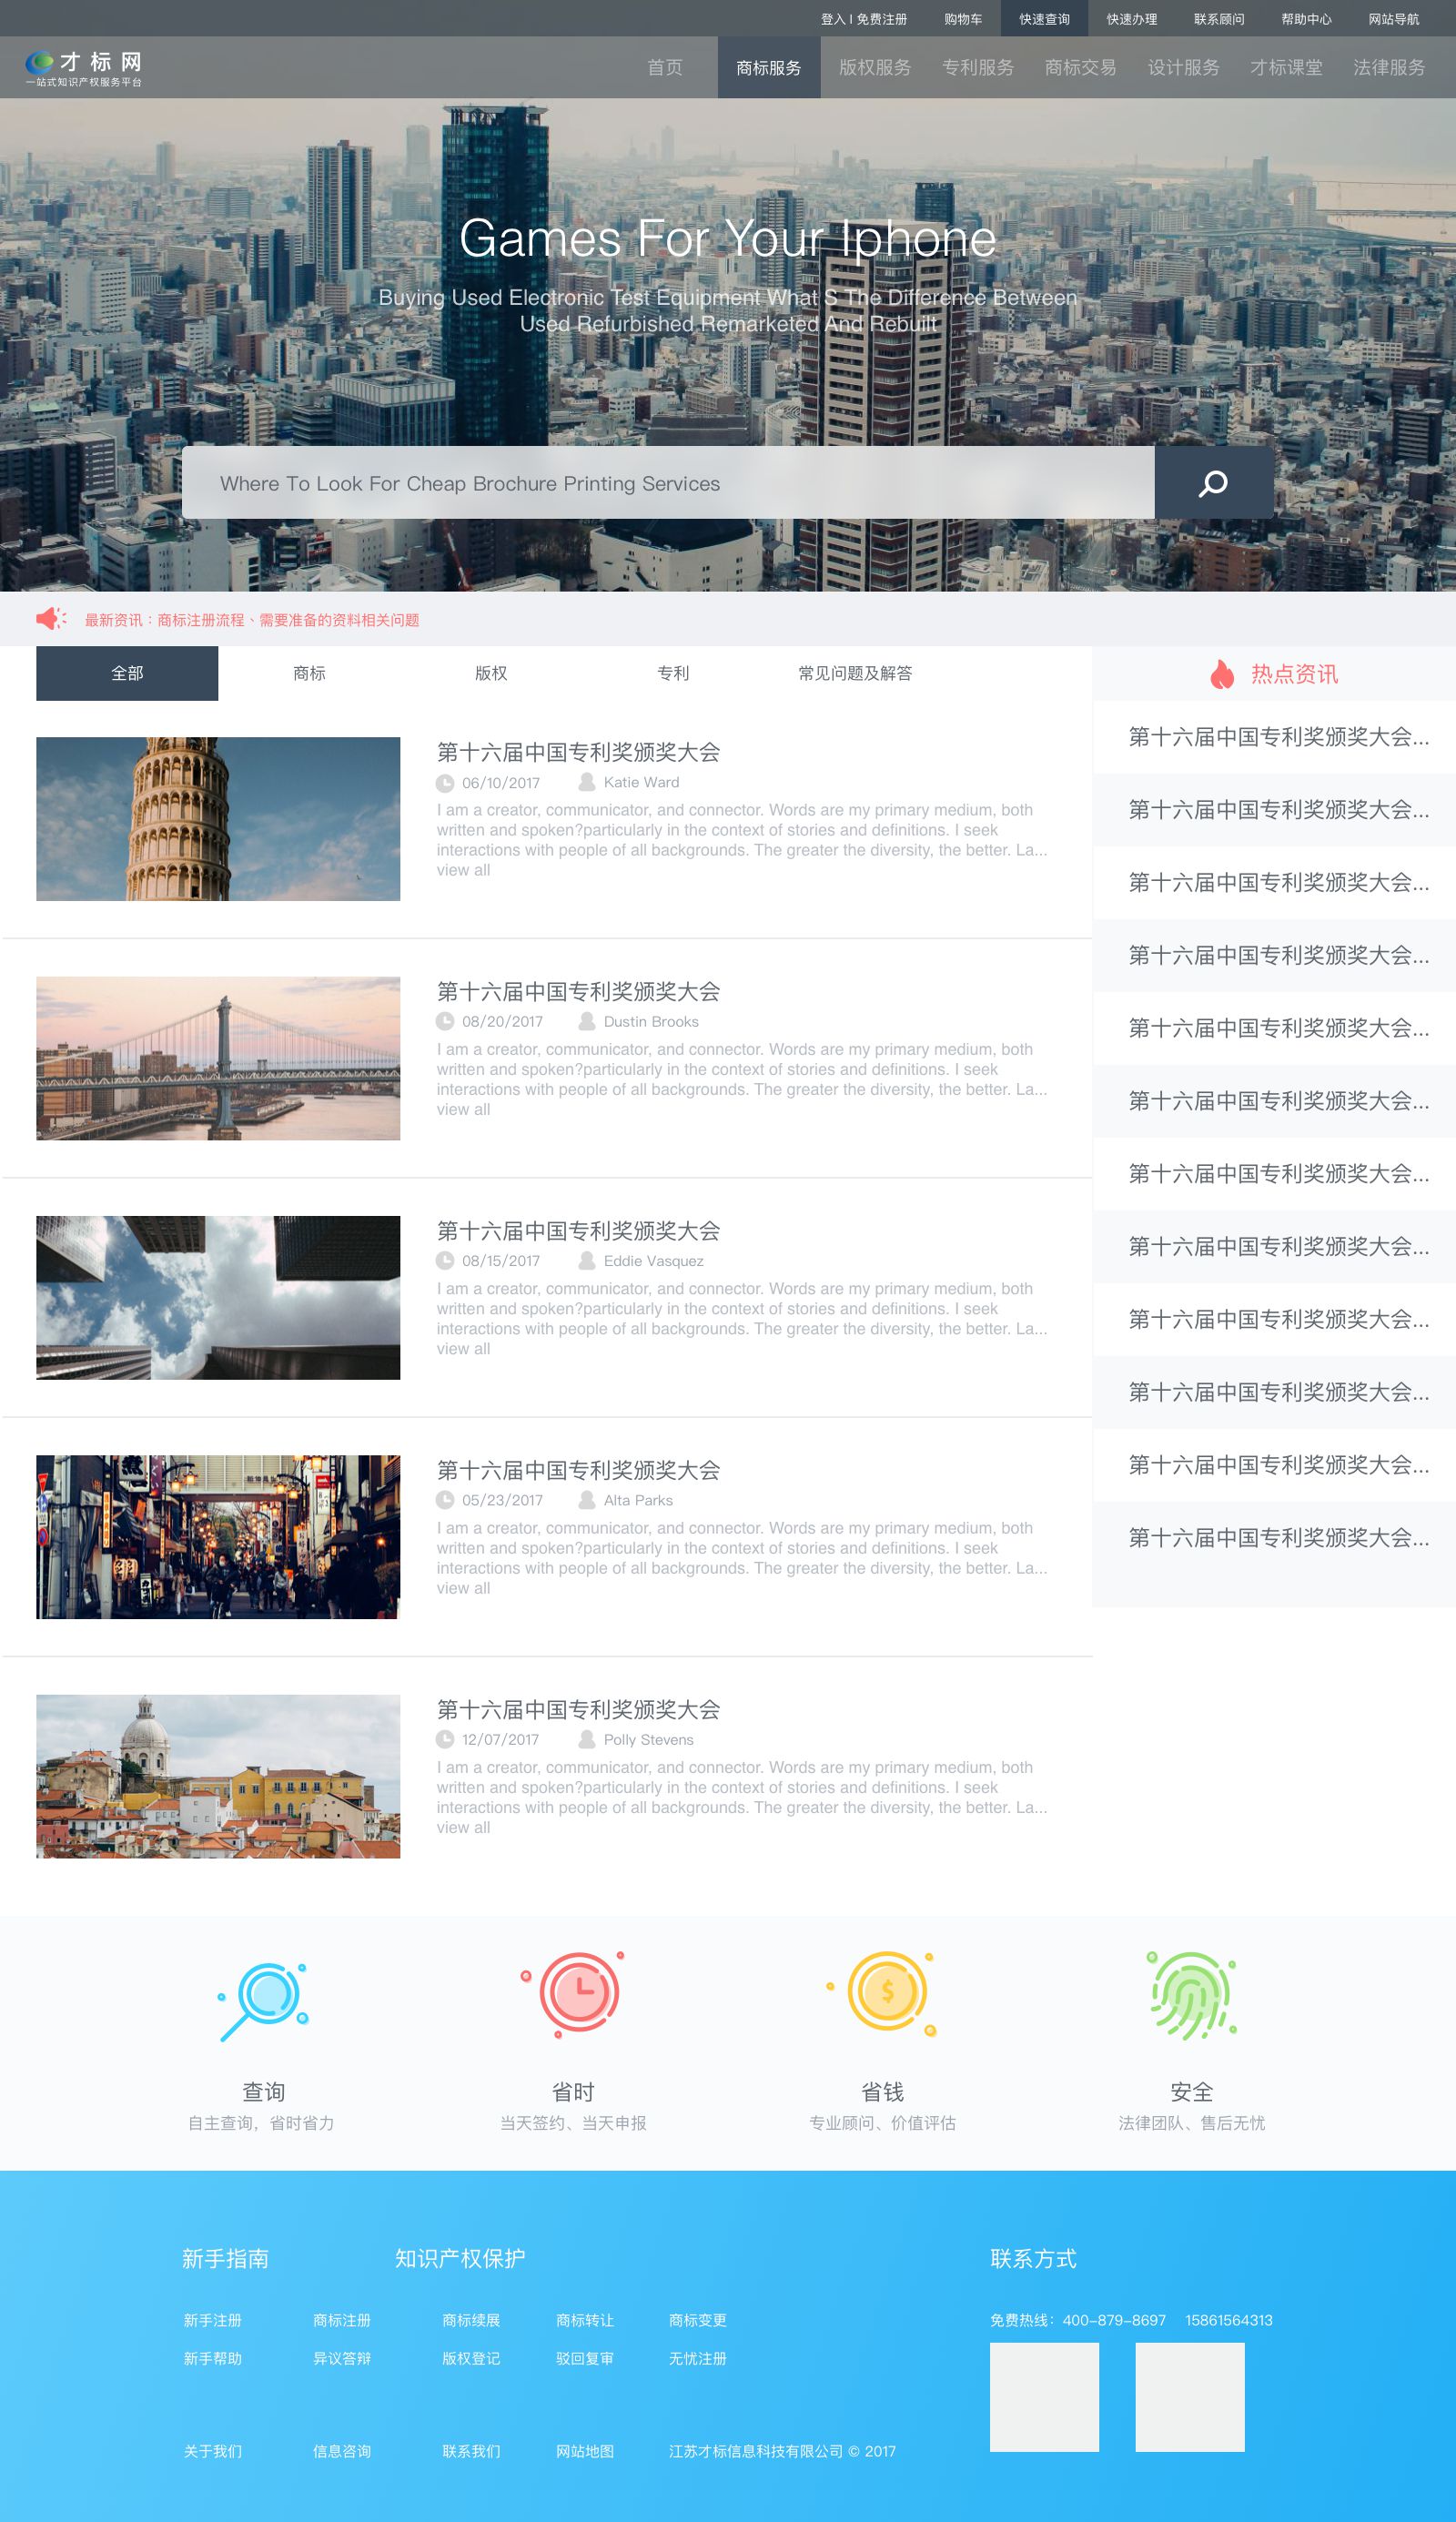 登入 | 免费注册 购物车 快速查询 快速办理 联系顾问 帮助中心 网站导航
才标网
一站式知识产权服务平台
首页 商标服务 版权服务 专利服务 商标交易 设计服务 才标课堂 法律服务
Games For Your Iphone
Buying Used Electronic Test Equipment What S The Difference Between
Used Refurbished Remarketed And Rebuilt
Where To Look For Cheap Brochure Printing Services
最新资讯：商标注册流程、需要准备的资料相关问题
全部 商标 版权 专利 常见问题及解答
第十六届中国专利奖颁奖大会
06/10/2017 Katie Ward
I am a creator, communicator, and connector. Words are my primary medium, both
written and spoken?particularly in the context of stories and definitions. I seek
interactions with people of all backgrounds. The greater the diversity, the better. La...
view all
第十六届中国专利奖颁奖大会
08/20/2017 Dustin Brooks
I am a creator, communicator, and connector. Words are my primary medium, both
written and spoken?particularly in the context of stories and definitions. I seek
interactions with people of all backgrounds. The greater the diversity, the better. La...
view all
第十六届中国专利奖颁奖大会
08/15/2017 Eddie Vasquez
I am a creator, communicator, and connector. Words are my primary medium, both
written and spoken?particularly in the context of stories and definitions. I seek
interactions with people of all backgrounds. The greater the diversity, the better. La...
view all
第十六届中国专利奖颁奖大会
05/23/2017 Alta Parks
I am a creator, communicator, and connector. Words are my primary medium, both
written and spoken?particularly in the context of stories and definitions. I seek
interactions with people of all backgrounds. The greater the diversity, the better. La...
view all
第十六届中国专利奖颁奖大会
12/07/2017 Polly Stevens
I am a creator, communicator, and connector. Words are my primary medium, both
written and spoken?particularly in the context of stories and definitions. I seek
interactions with people of all backgrounds. The greater the diversity, the better. La...
view all
热点资讯
第十六届中国专利奖颁奖大会...
第十六届中国专利奖颁奖大会...
第十六届中国专利奖颁奖大会...
第十六届中国专利奖颁奖大会...
第十六届中国专利奖颁奖大会...
第十六届中国专利奖颁奖大会...
第十六届中国专利奖颁奖大会...
第十六届中国专利奖颁奖大会...
第十六届中国专利奖颁奖大会...
第十六届中国专利奖颁奖大会...
第十六届中国专利奖颁奖大会...
第十六届中国专利奖颁奖大会...
$
查询 省时 省钱 安全
自主查询，省时省力 当天签约、当天申报 专业顾问、价值评估 法律团队、售后无忧
新手指南 知识产权保护 联系方式
新手注册 商标注册 商标续展 商标转让 商标变更 免费热线：400-879-8697 15861564313
新手帮助 异议答辩 版权登记 驳回复审 无忧注册
关于我们 信息咨询 联系我们 网站地图 江苏才标信息科技有限公司 © 2017